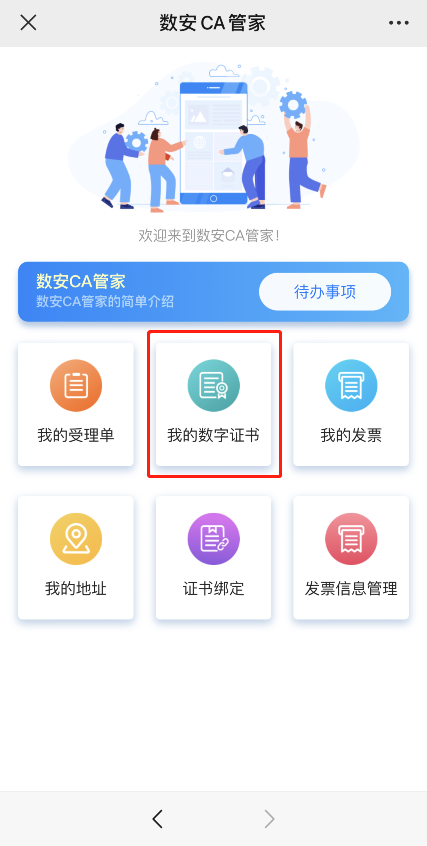 数安CA管家
欢迎来到数安CA管家!
数安CA管家
数安CA管家的简单介绍
待办事项
我的受理单
我的数字证书
我的发票
我的地址
证书绑定
发票信息管理